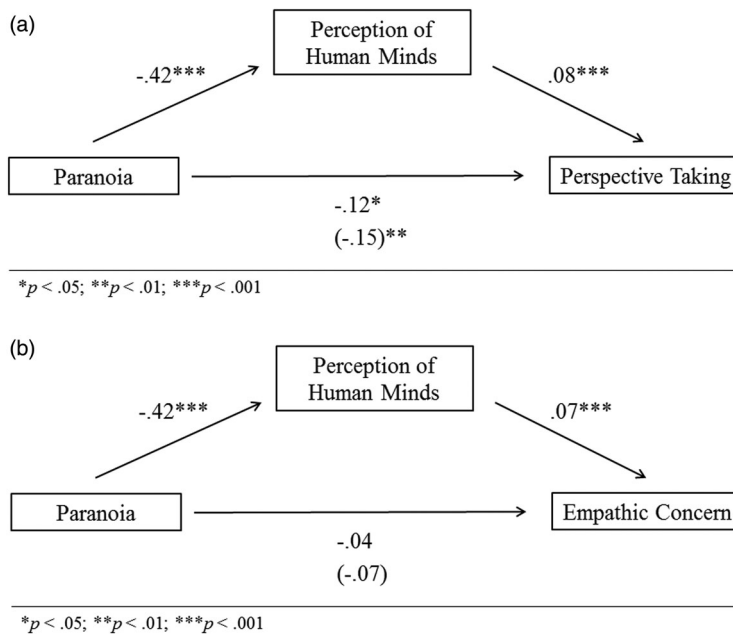 (a)
Perception of
Human Minds
-.42***
.08***
Paranoia
Perspective Taking
-.12*
(-.15)**
*p < .05; **p < .01; ***p < .001
(b)
Perception of
Human Minds
-.42***
.07***
Paranoia
Empathic Concern
-.04
(-.07)
*p < .05; **p < .01; ***p < .001